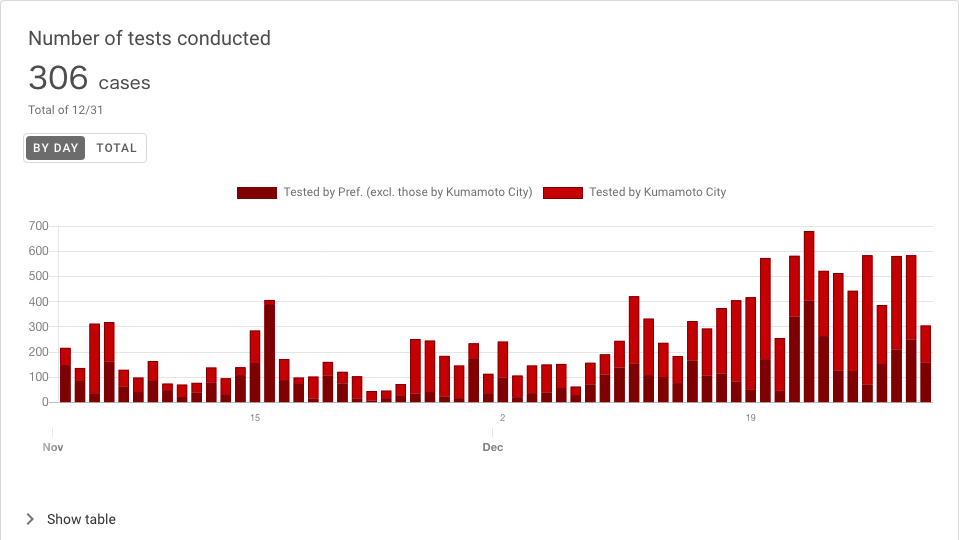 Number of tests conducted
306 cases
Total of 12/31
BY DAY TOTAL
Tested by Pref. (excl. those by Kumamoto City) Tested by Kumamoto City
700
600
500
400
300
200
100
0
15 2 19
Nov Dec
Show table